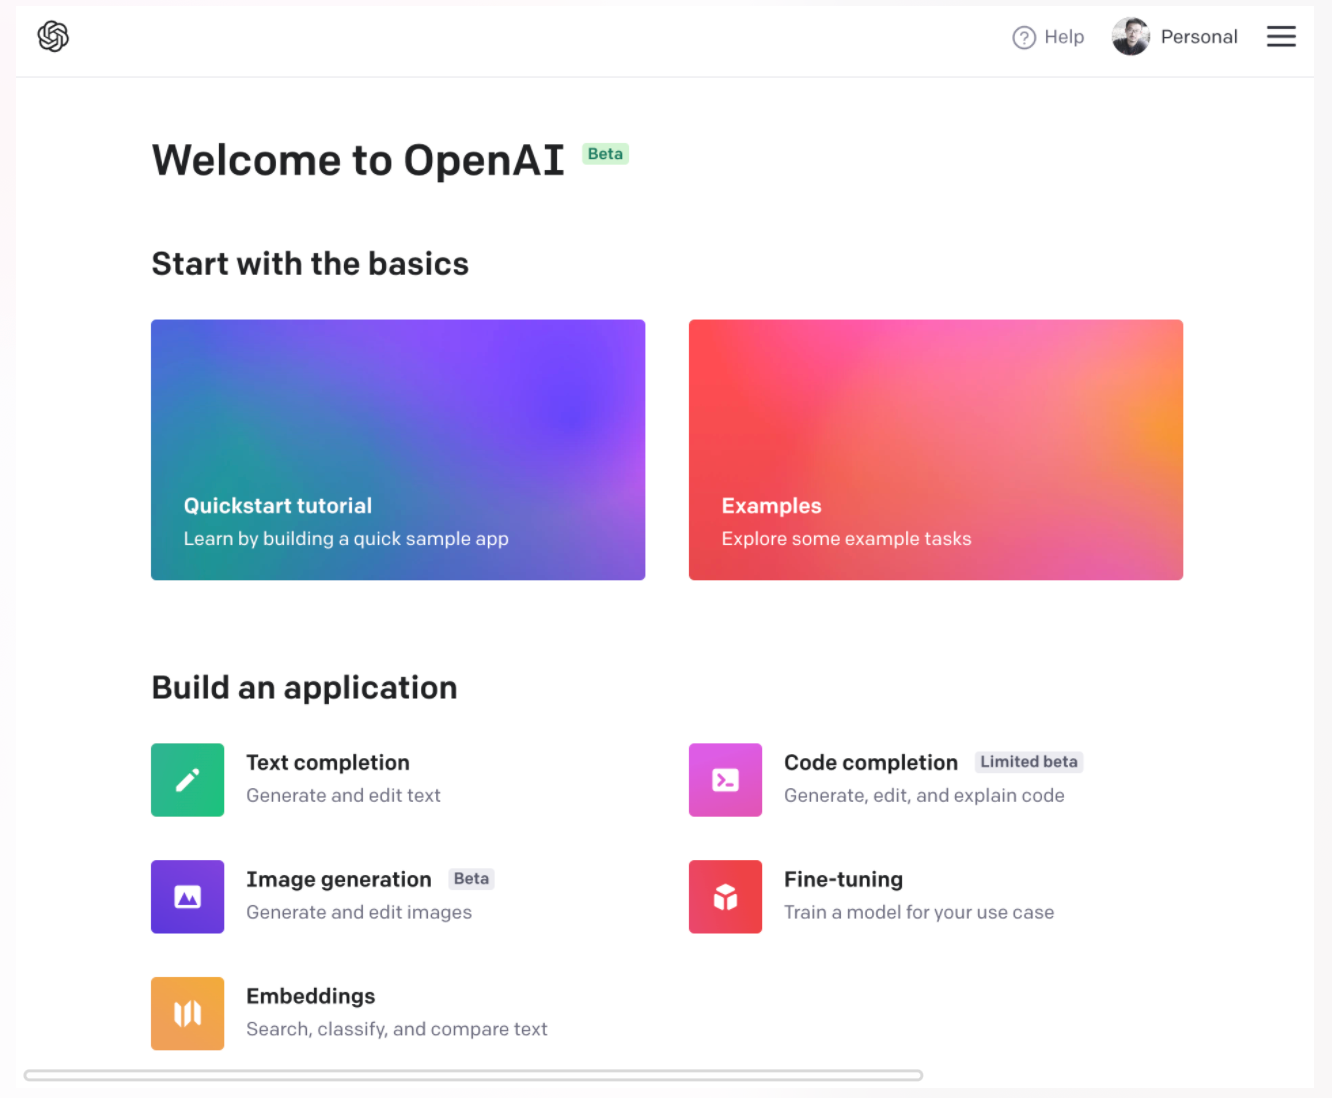 Help
Personal
Welcome to OpenAI Beta
Start with the basics
Quickstart tutorial
Learn by building a quick sample app
Examples
Explore some example tasks
Build an application
Text completion
Generate and edit text
Code completion Limited beta
Generate, edit, and explain code
Image generation Beta
Generate and edit images
Fine-tuning
Train a model for your use case
Embeddings
Search, classify, and compare text